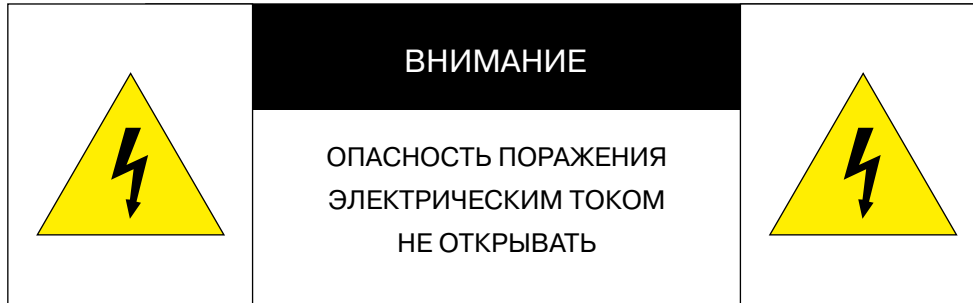 ВНИМАНИЕ
ОПАСНОСТЬ ПОРАЖЕНИЯ
ЭЛЕКТРИЧЕСКИМ ТОКОМ
НЕ ОТКРЫВАТЬ